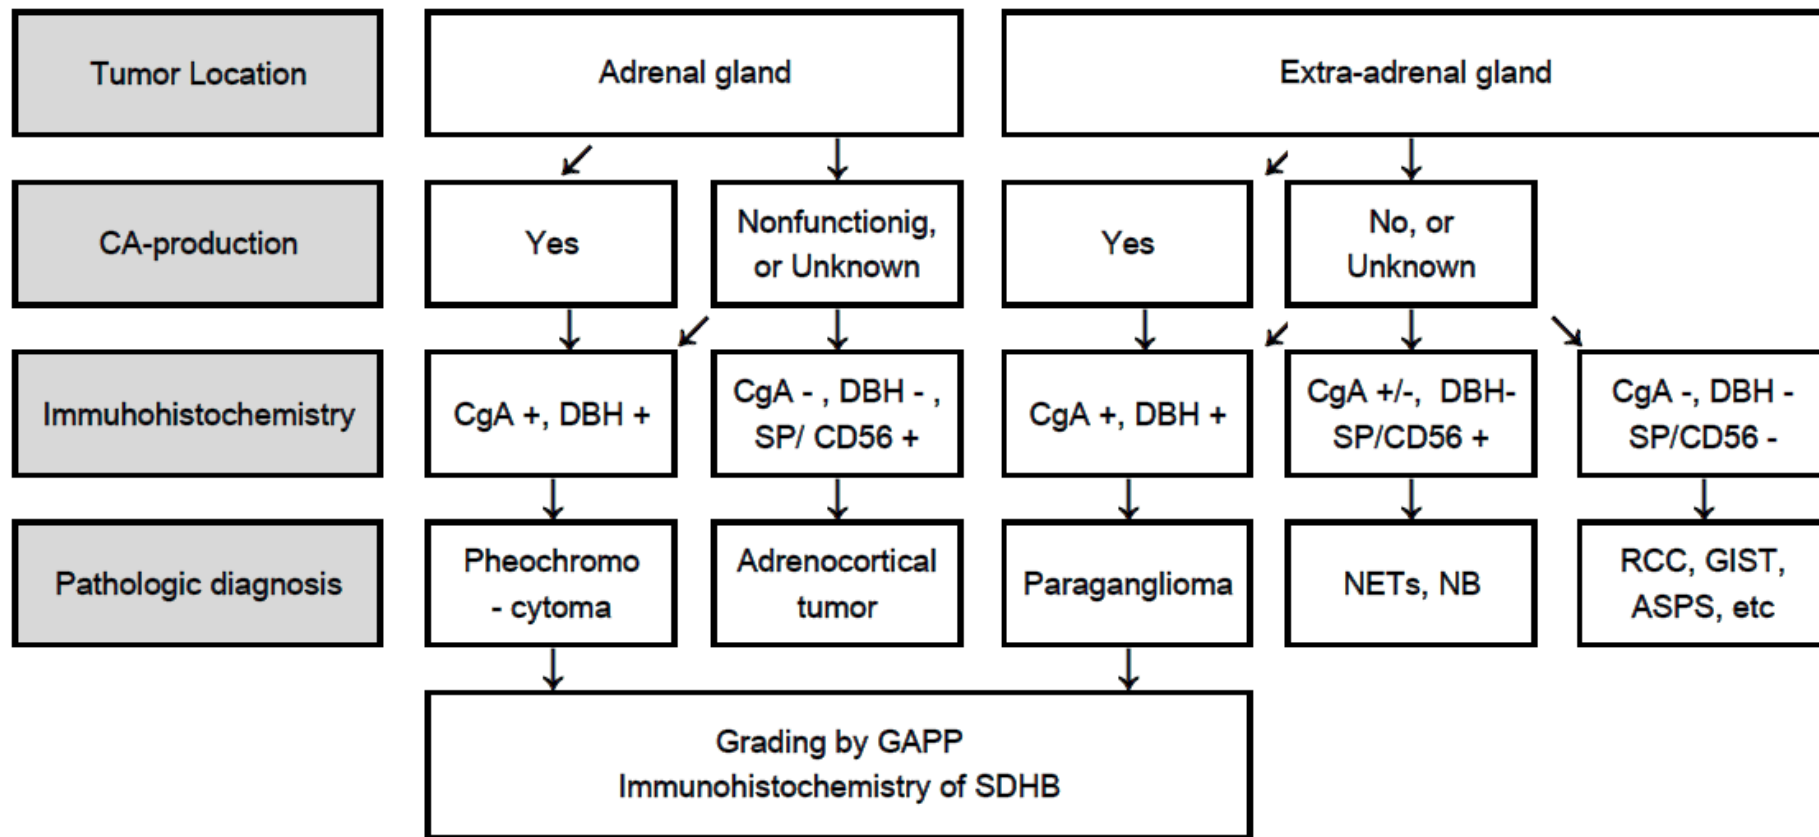 Tumor Location
Adrenal gland
Extra-adrenal gland
CA-production
Yes
Nonfunctionig,
or Unknown
Yes
No, or
Unknown
Immuhohistochemistry
CgA +, DBH +
CgA - , DBH - ,
SP/ CD56 +
CgA +, DBH +
CgA +/-, DBH-
SP/CD56 +
CgA -, DBH -
SP/CD56 -
Pathologic diagnosis
Pheochromo
- cytoma
Adrenocortical
tumor
Paraganglioma
NETs, NB
RCC, GIST,
ASPS, etc
Grading by GAPP
Immunohistochemistry of SDHB